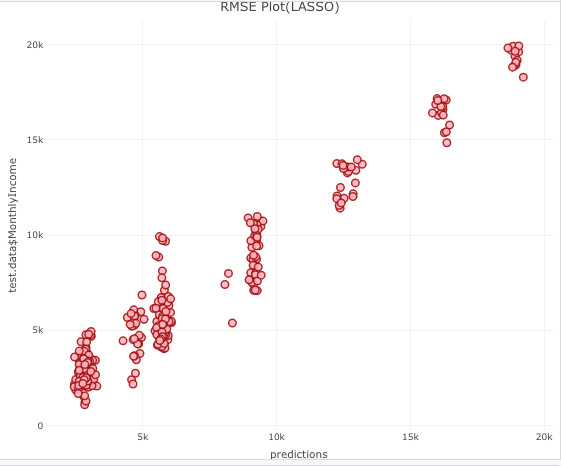 RMSE Plot(LASSO)
20k
15k
10k
5k
0
test.data$MonthlyIncome
5k
10k
15k
20k
predictions